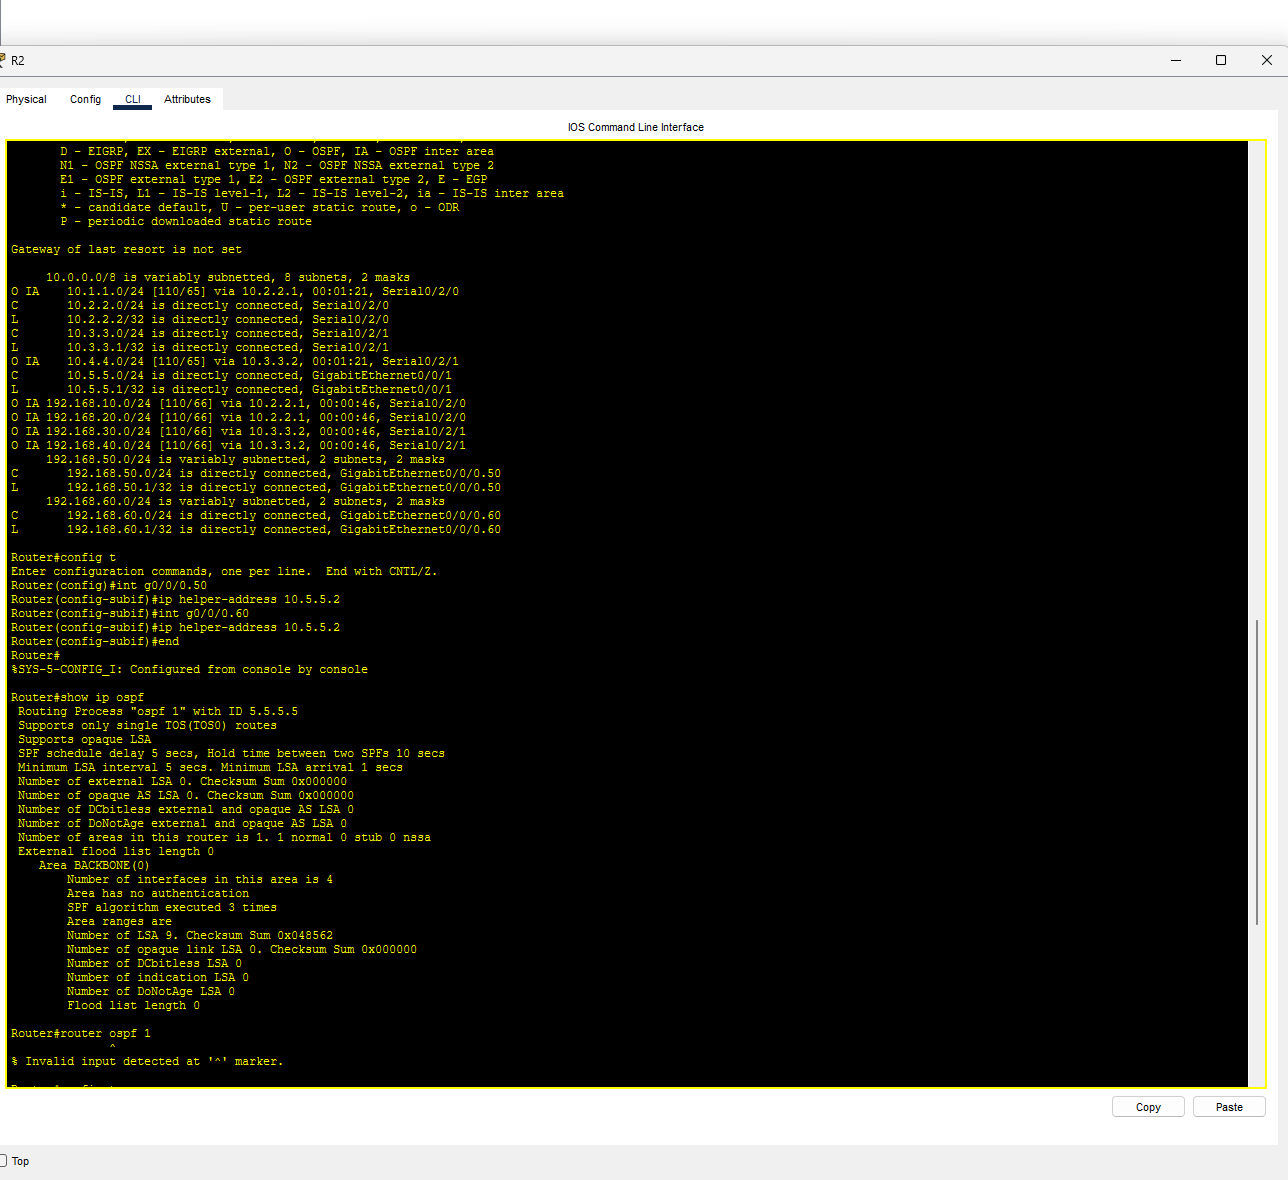 R2
Physical Config CLI Attributes
IOS Command Line Interface
D - EIGRP, EX - EIGRP external, O - OSPF, IA - OSPF inter area
N1 - OSPF NSSA external type 1, N2 - OSPF NSSA external type 2
E1 - OSPF external type 1, E2 - OSPF external type 2, E - EGP
i - IS-IS, L1 - IS-IS level-1, L2 - IS-IS level-2, ia - IS-IS inter area
* - candidate default, U - per-user static route, o - ODR
P - periodic downloaded static route
Gateway of last resort is not set
10.0.0.0/8 is variably subnetted, 8 subnets, 2 masks
O IA 10.1.1.0/24 [110/65] via 10.2.2.1, 00:01:21, Serial0/2/0
C 10.2.2.0/24 is directly connected, Serial0/2/0
L 10.2.2.2/32 is directly connected, Serial0/2/0
C 10.3.3.0/24 is directly connected, Serial0/2/1
L 10.3.3.1/32 is directly connected, Serial0/2/1
O IA 10.4.4.0/24 [110/65] via 10.3.3.2, 00:01:21, Serial0/2/1
C 10.5.5.0/24 is directly connected, GigabitEthernet0/0/1
L 10.5.5.1/32 is directly connected, GigabitEthernet0/0/1
O IA 192.168.10.0/24 [110/66] via 10.2.2.1, 00:00:46, Serial0/2/0
O IA 192.168.20.0/24 [110/66] via 10.2.2.1, 00:00:46, Serial0/2/0
O IA 192.168.30.0/24 [110/66] via 10.3.3.2, 00:00:46, Serial0/2/1
O IA 192.168.40.0/24 [110/66] via 10.3.3.2, 00:00:46, Serial0/2/1
192.168.50.0/24 is variably subnetted, 2 subnets, 2 masks
C 192.168.50.0/24 is directly connected, GigabitEthernet0/0/0.50
L 192.168.50.1/32 is directly connected, GigabitEthernet0/0/0.50
192.168.60.0/24 is variably subnetted, 2 subnets, 2 masks
C 192.168.60.0/24 is directly connected, GigabitEthernet0/0/0.60
L 192.168.60.1/32 is directly connected, GigabitEthernet0/0/0.60
Router#config t
Enter configuration commands, one per line. End with CNTL/Z.
Router(config)#int g0/0/0.50
Router(config-subif)#ip helper-address 10.5.5.2
Router(config-subif)#int g0/0/0.60
Router(config-subif)#ip helper-address 10.5.5.2
Router(config-subif)#end
Router#
%SYS-5-CONFIG_I: Configured from console by console
Router#show ip ospf
Routing Process "ospf 1" with ID 5.5.5.5
Supports only single TOS(TOS0) routes
Supports opaque LSA
SPF schedule delay 5 secs, Hold time between two SPFs 10 secs
Minimum LSA interval 5 secs. Minimum LSA arrival 1 secs
Number of external LSA 0. Checksum Sum 0x000000
Number of opaque AS LSA 0. Checksum Sum 0x000000
Number of DCbitless external and opaque AS LSA 0
Number of DoNotAge external and opaque AS LSA 0
Number of areas in this router is 1. 1 normal 0 stub 0 nssa
External flood list length 0
Area BACKBONE(0)
Number of interfaces in this area is 4
Area has no authentication
SPF algorithm executed 3 times
Area ranges are
Number of LSA 9. Checksum Sum 0x048562
Number of opaque link LSA 0. Checksum Sum 0x000000
Number of DCbitless LSA 0
Number of indication LSA 0
Number of DoNotAge LSA 0
Flood list length 0
Router#router ospf 1
^
% Invalid input detected at '^' marker.
Copy Paste
Top